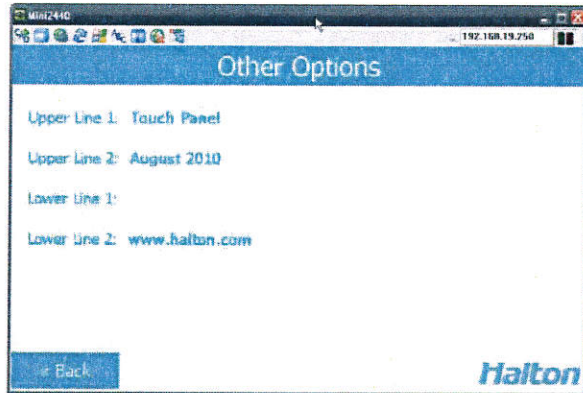 Mini2440
192.168.19.250
Other Options
Upper Line 1: Touch Panel
Upper Line 2: August 2010
Lower Line 1:
Lower Line 2: www.halton.com
« Back
Halton